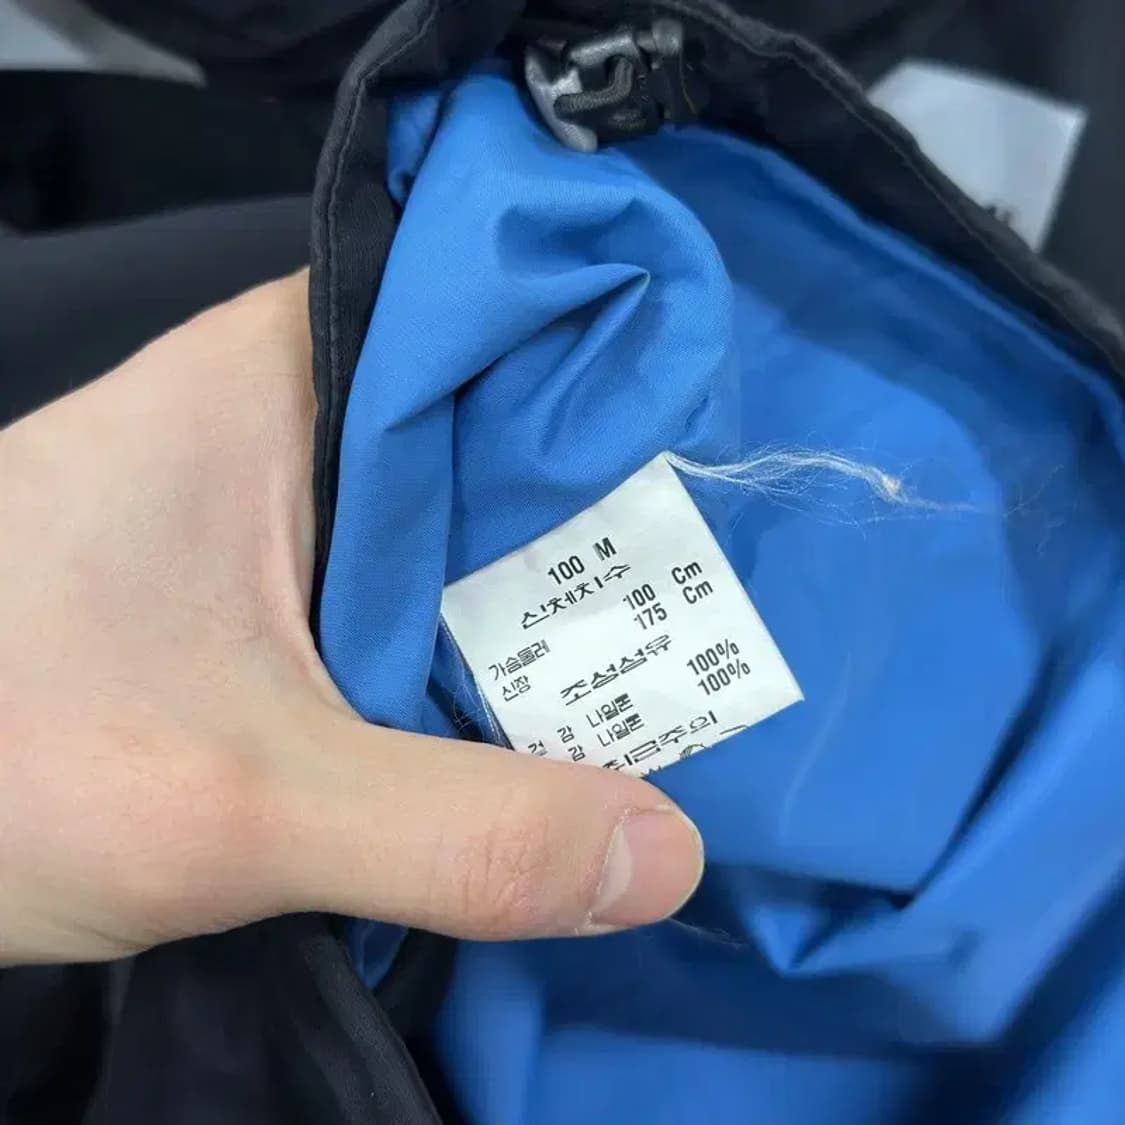 100 M
신체치수
가슴둘레 100 Cm
신장 175 Cm
조성섬유
겉 감 나일론 100%
감 나일론 100%
취급주의